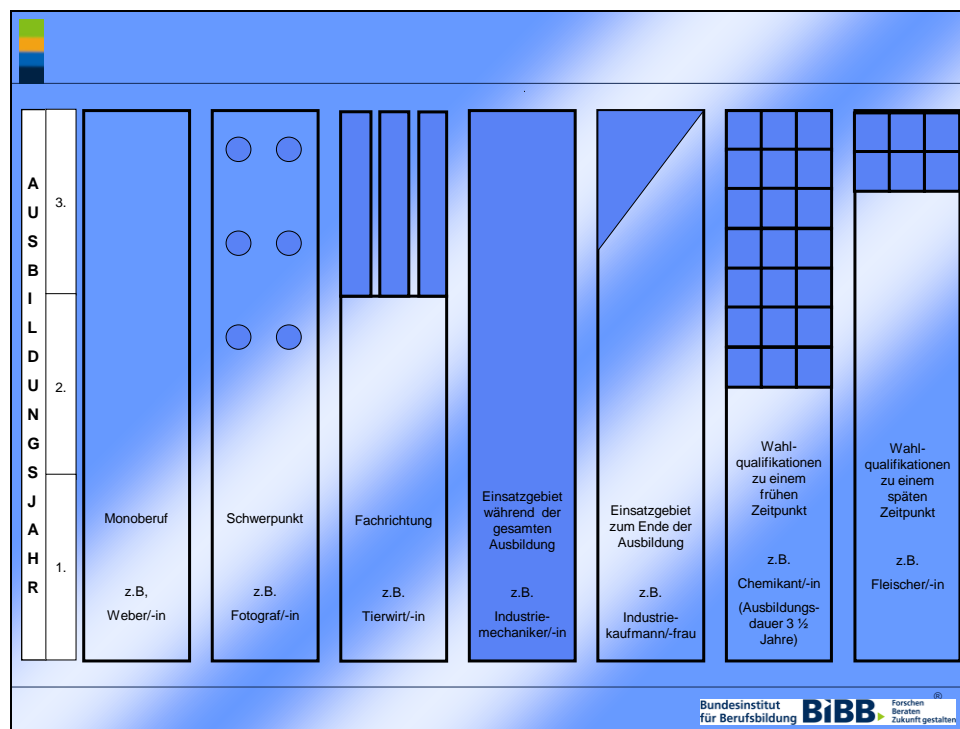 AUSBILDUNGSJAHR
3.
2.
1.
Monoberuf
z.B,
Weber/-in
Schwerpunkt
z.B.
Fotograf/-in
Fachrichtung
z.B.
Tierwirt/-in
Einsatzgebiet
während der
gesamten
Ausbildung
z.B.
Industrie-
mechaniker/-in
Einsatzgebiet
zum Ende der
Ausbildung
z.B.
Industrie-
kaufmann/-frau
Wahl-
qualifikationen
zu einem
frühen
Zeitpunkt
z.B.
Chemikant/-in
(Ausbildungs-
dauer 3 ½
Jahre)
Wahl-
qualifikationen
zu einem
späten
Zeitpunkt
z.B.
Fleischer/-in
Bundesinstitut
für Berufsbildung
BiBB
®
Forschen
Beraten
Zukunft gestalten